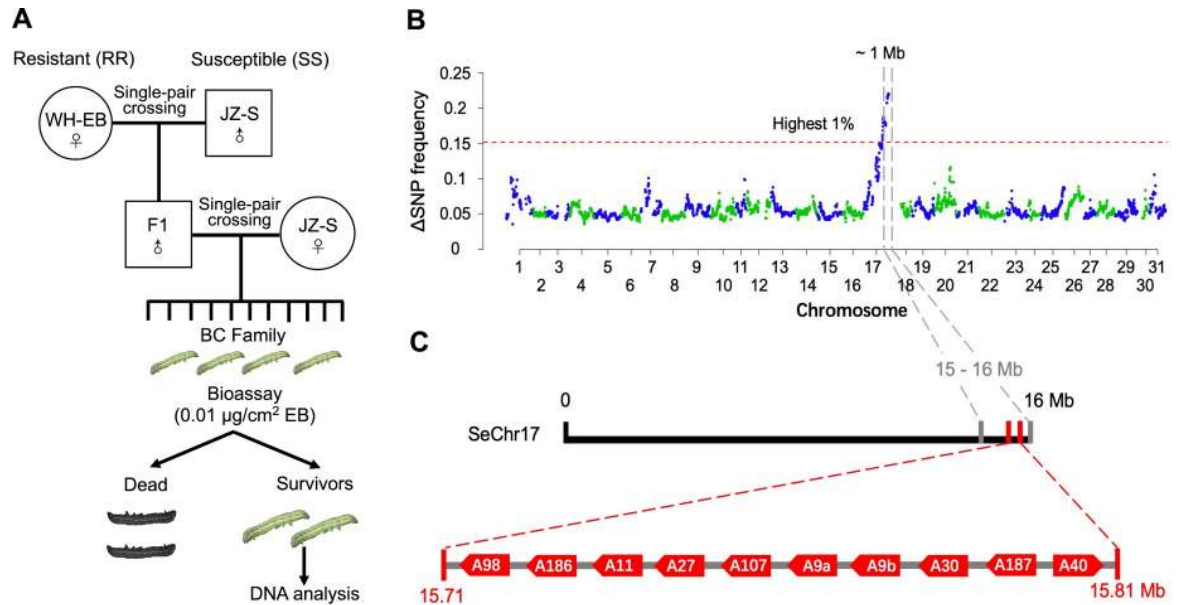 A
Resistant (RR)
Susceptible (SS)
Single-pair
crossing
WH-EB
♀
JZ-S
♂
F1
♂
Single-pair
crossing
JZ-S
♀
BC Family
Bioassay
(0.01 µg/cm² EB)
Dead
Survivors
DNA analysis
B
~ 1 Mb
0.25
0.2
0.15
0.1
0.05
0
ΔSNP frequency
Highest 1%
1 3 5 7 9 11 13 15 17 19 21 23 25 27 29 31
2 4 6 8 10 12 14 16 18 20 22 24 26 28 30
Chromosome
C
15 - 16 Mb
0
16 Mb
SeChr17
A98 A186 A11 A27 A107 A9a A9b A30 A187 A40
15.71
15.81 Mb